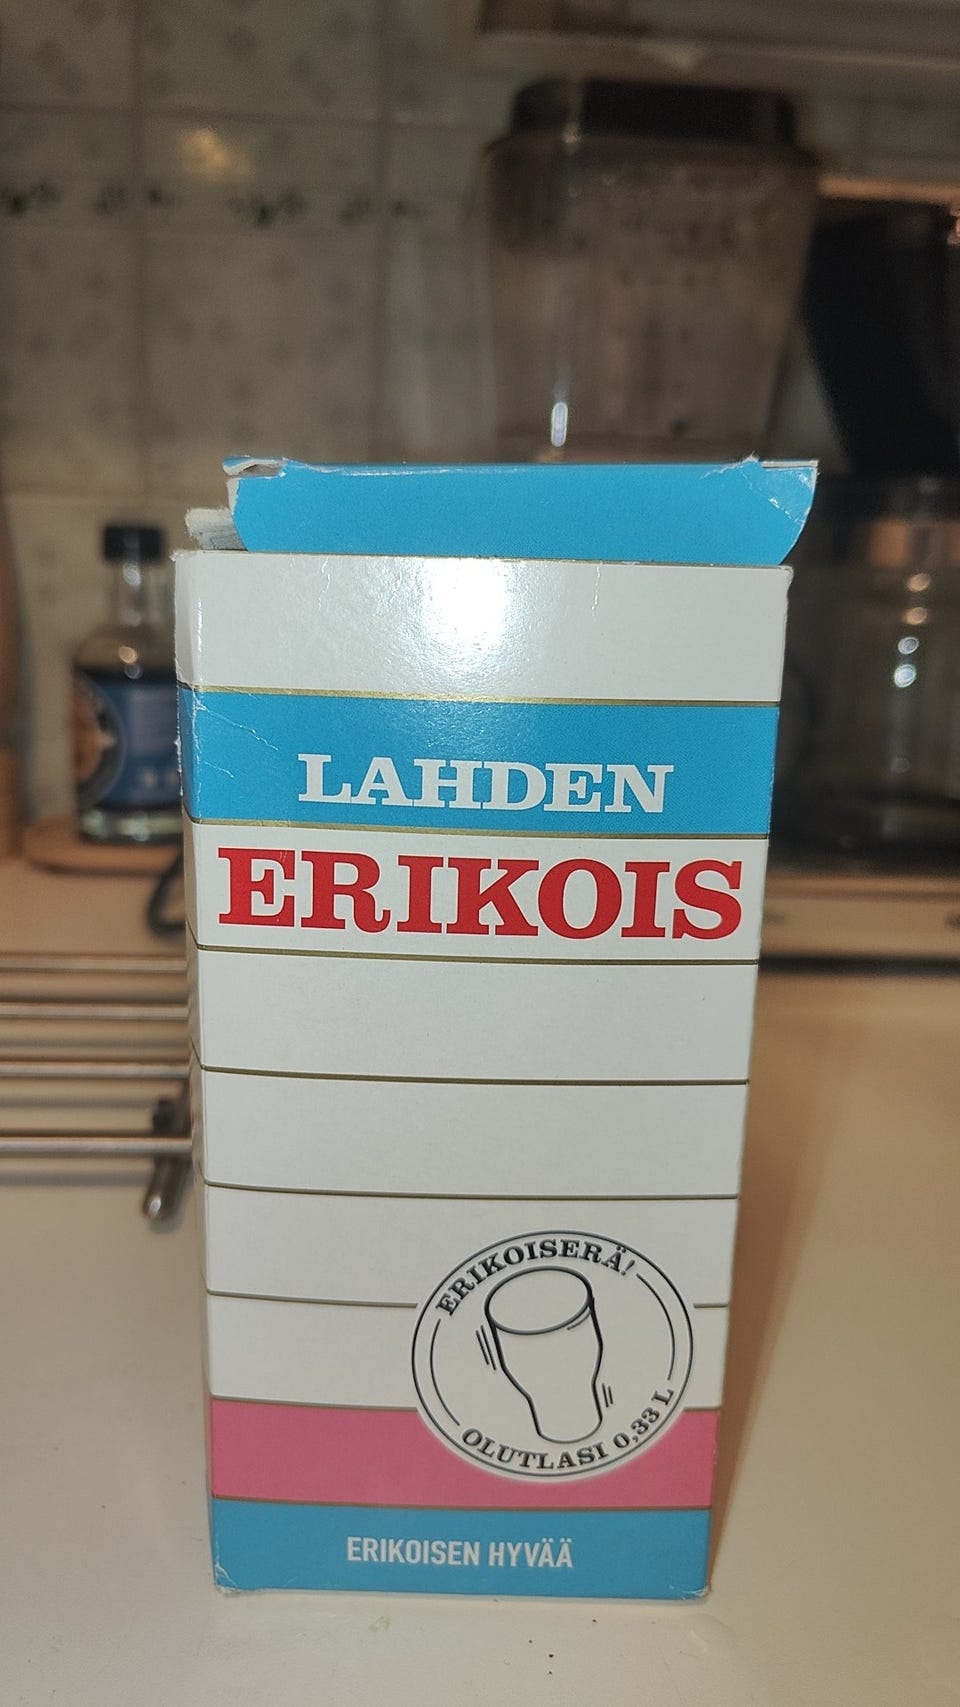 LAHDEN
ERIKOIS
ERIKOISERÄ!
OLUTLASI 0,33 L
ERIKOISEN HYVÄÄ